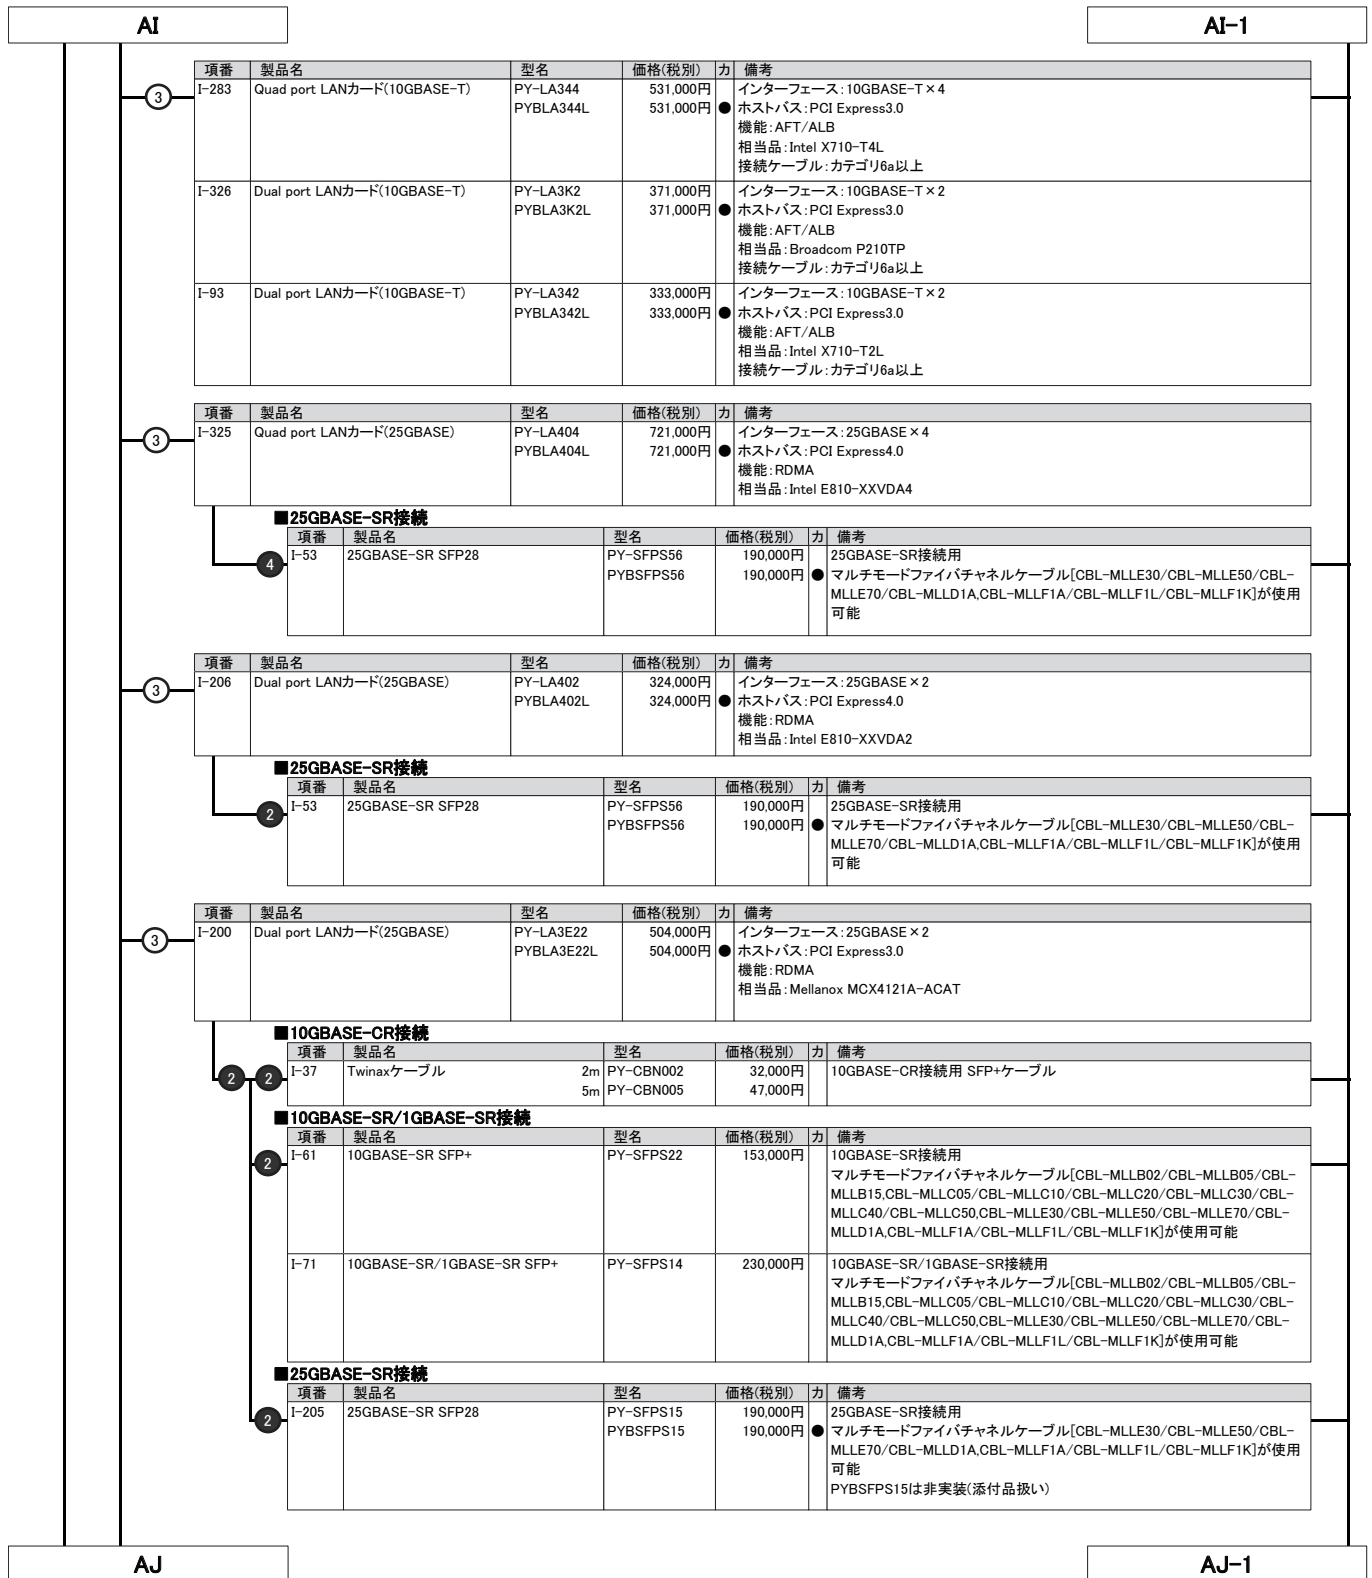 AI
AI-1
項番 製品名 型名 価格(税別) カ 備考
3
I-283 Quad port LANカード(10GBASE-T) PY-LA344 531,000円 インターフェース:10GBASE-T×4
PYBLA344L 531,000円 ● ホストバス:PCI Express3.0
機能:AFT/ALB
相当品:Intel X710-T4L
接続ケーブル:カテゴリ6a以上
I-326 Dual port LANカード(10GBASE-T) PY-LA3K2 371,000円 インターフェース:10GBASE-T×2
PYBLA3K2L 371,000円 ● ホストバス:PCI Express3.0
機能:AFT/ALB
相当品:Broadcom P210TP
接続ケーブル:カテゴリ6a以上
I-93 Dual port LANカード(10GBASE-T) PY-LA342 333,000円 インターフェース:10GBASE-T×2
PYBLA342L 333,000円 ● ホストバス:PCI Express3.0
機能:AFT/ALB
相当品:Intel X710-T2L
接続ケーブル:カテゴリ6a以上
項番 製品名 型名 価格(税別) カ 備考
3
I-325 Quad port LANカード(25GBASE) PY-LA404 721,000円 インターフェース:25GBASE×4
PYBLA404L 721,000円 ● ホストバス:PCI Express4.0
機能:RDMA
相当品:Intel E810-XXVDA4
■25GBASE-SR接続
項番 製品名 型名 価格(税別) カ 備考
4
I-53 25GBASE-SR SFP28 PY-SFPS56 190,000円 25GBASE-SR接続用
PYBSFPS56 190,000円 ● マルチモードファイバチャネルケーブル[CBL-MLLE30/CBL-MLLE50/CBL-
MLLE70/CBL-MLLD1A,CBL-MLLF1A/CBL-MLLF1L/CBL-MLLF1K]が使用
可能
項番 製品名 型名 価格(税別) カ 備考
3
I-206 Dual port LANカード(25GBASE) PY-LA402 324,000円 インターフェース:25GBASE×2
PYBLA402L 324,000円 ● ホストバス:PCI Express4.0
機能:RDMA
相当品:Intel E810-XXVDA2
■25GBASE-SR接続
項番 製品名 型名 価格(税別) カ 備考
2
I-53 25GBASE-SR SFP28 PY-SFPS56 190,000円 25GBASE-SR接続用
PYBSFPS56 190,000円 ● マルチモードファイバチャネルケーブル[CBL-MLLE30/CBL-MLLE50/CBL-
MLLE70/CBL-MLLD1A,CBL-MLLF1A/CBL-MLLF1L/CBL-MLLF1K]が使用
可能
項番 製品名 型名 価格(税別) カ 備考
3
I-200 Dual port LANカード(25GBASE) PY-LA3E22 504,000円 インターフェース:25GBASE×2
PYBLA3E22L 504,000円 ● ホストバス:PCI Express3.0
機能:RDMA
相当品:Mellanox MCX4121A-ACAT
■10GBASE-CR接続
項番 製品名 型名 価格(税別) カ 備考
2 2
I-37 Twinaxケーブル 2m PY-CBN002 32,000円 10GBASE-CR接続用 SFP+ケーブル
5m PY-CBN005 47,000円
■10GBASE-SR/1GBASE-SR接続
項番 製品名 型名 価格(税別) カ 備考
2
I-61 10GBASE-SR SFP+ PY-SFPS22 153,000円 10GBASE-SR接続用
マルチモードファイバチャネルケーブル[CBL-MLLB02/CBL-MLLB05/CBL-
MLLB15,CBL-MLLC05/CBL-MLLC10/CBL-MLLC20/CBL-MLLC30/CBL-
MLLC40/CBL-MLLC50,CBL-MLLE30/CBL-MLLE50/CBL-MLLE70/CBL-
MLLD1A,CBL-MLLF1A/CBL-MLLF1L/CBL-MLLF1K]が使用可能
I-71 10GBASE-SR/1GBASE-SR SFP+ PY-SFPS14 230,000円 10GBASE-SR/1GBASE-SR接続用
マルチモードファイバチャネルケーブル[CBL-MLLB02/CBL-MLLB05/CBL-
MLLB15,CBL-MLLC05/CBL-MLLC10/CBL-MLLC20/CBL-MLLC30/CBL-
MLLC40/CBL-MLLC50,CBL-MLLE30/CBL-MLLE50/CBL-MLLE70/CBL-
MLLD1A,CBL-MLLF1A/CBL-MLLF1L/CBL-MLLF1K]が使用可能
■25GBASE-SR接続
項番 製品名 型名 価格(税別) カ 備考
2
I-205 25GBASE-SR SFP28 PY-SFPS15 190,000円 25GBASE-SR接続用
PYBSFPS15 190,000円 ● マルチモードファイバチャネルケーブル[CBL-MLLE30/CBL-MLLE50/CBL-
MLLE70/CBL-MLLD1A,CBL-MLLF1A/CBL-MLLF1L/CBL-MLLF1K]が使用
可能
PYBSFPS15は非実装(添付品扱い)
AJ
AJ-1